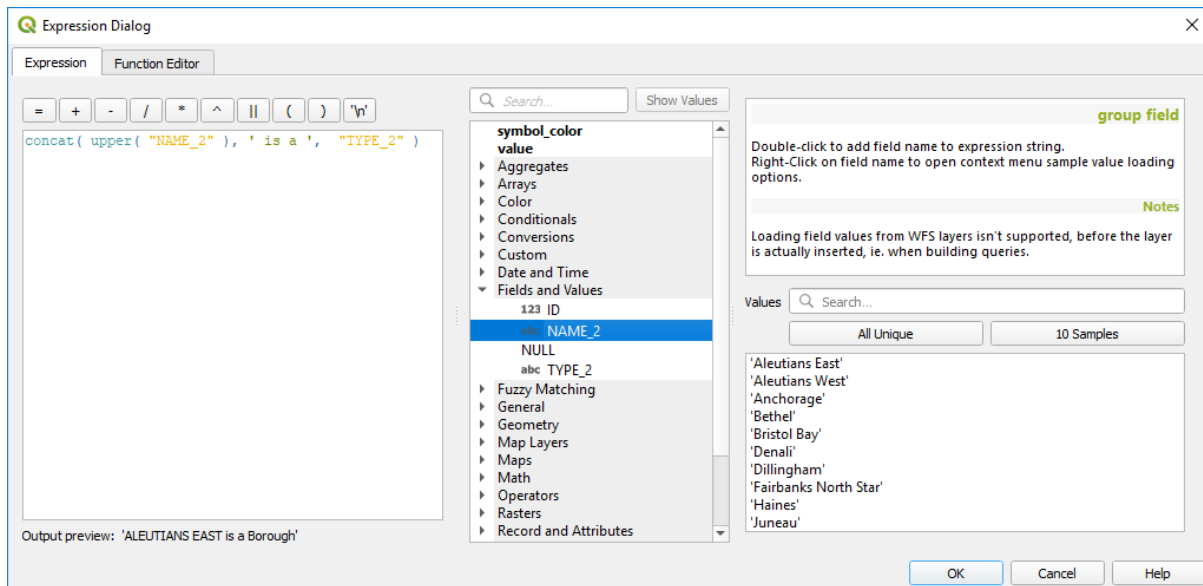 Expression Dialog
Expression
Function Editor
= + - / * ^ || ( ) '\n'
concat( upper( "NAME_2" ), ' is a ',  "TYPE_2" )
Output preview: 'ALEUTIANS EAST is a Borough'
Search...
Show Values
symbol_color
value
Aggregates
Arrays
Color
Conditionals
Conversions
Custom
Date and Time
Fields and Values
123 ID
abc NAME_2
NULL
abc TYPE_2
Fuzzy Matching
General
Geometry
Map Layers
Maps
Math
Operators
Rasters
Record and Attributes
group field
Double-click to add field name to expression string.
Right-Click on field name to open context menu sample value loading
options.
Notes
Loading field values from WFS layers isn't supported, before the layer
is actually inserted, ie. when building queries.
Values
Search...
All Unique
10 Samples
'Aleutians East'
'Aleutians West'
'Anchorage'
'Bethel'
'Bristol Bay'
'Denali'
'Dillingham'
'Fairbanks North Star'
'Haines'
'Juneau'
OK
Cancel
Help